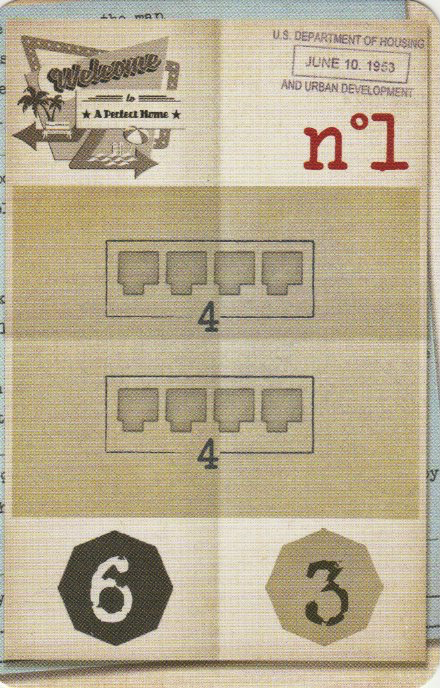 the map
Welcome
to
★ A Perfect Home ★
U.S. DEPARTMENT OF HOUSING
JUNE 10. 1953
AND URBAN DEVELOPMENT
n°1
4
4
by
6
3